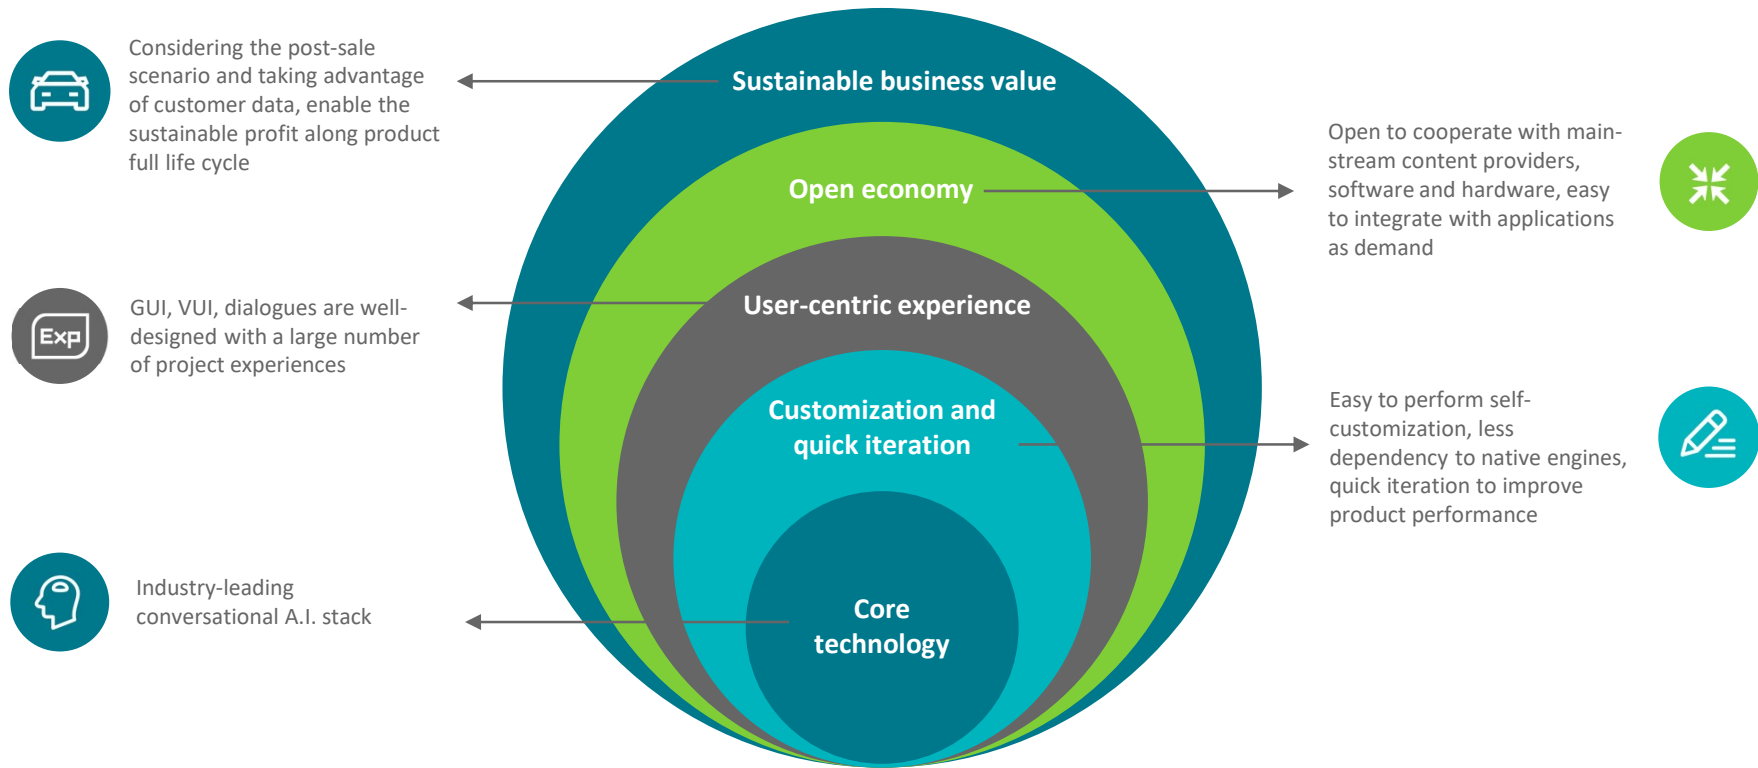 Considering the post-sale
scenario and taking advantage
of customer data, enable the
sustainable profit along product
full life cycle
Sustainable business value
Open economy
Open to cooperate with main-
stream content providers,
software and hardware, easy
to integrate with applications
as demand
Exp
GUI, VUI, dialogues are well-
designed with a large number
of project experiences
User-centric experience
Customization and
quick iteration
Easy to perform self-
customization, less
dependency to native engines,
quick iteration to improve
product performance
Industry-leading
conversational A.I. stack
Core
technology